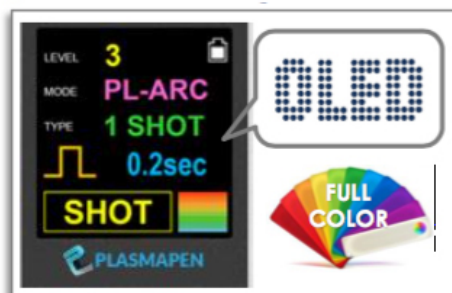 LEVEL 3
MODE PL-ARC
TYPE 1 SHOT
0.2sec
SHOT
PLASMAPEN
OLED
FULL
COLOR